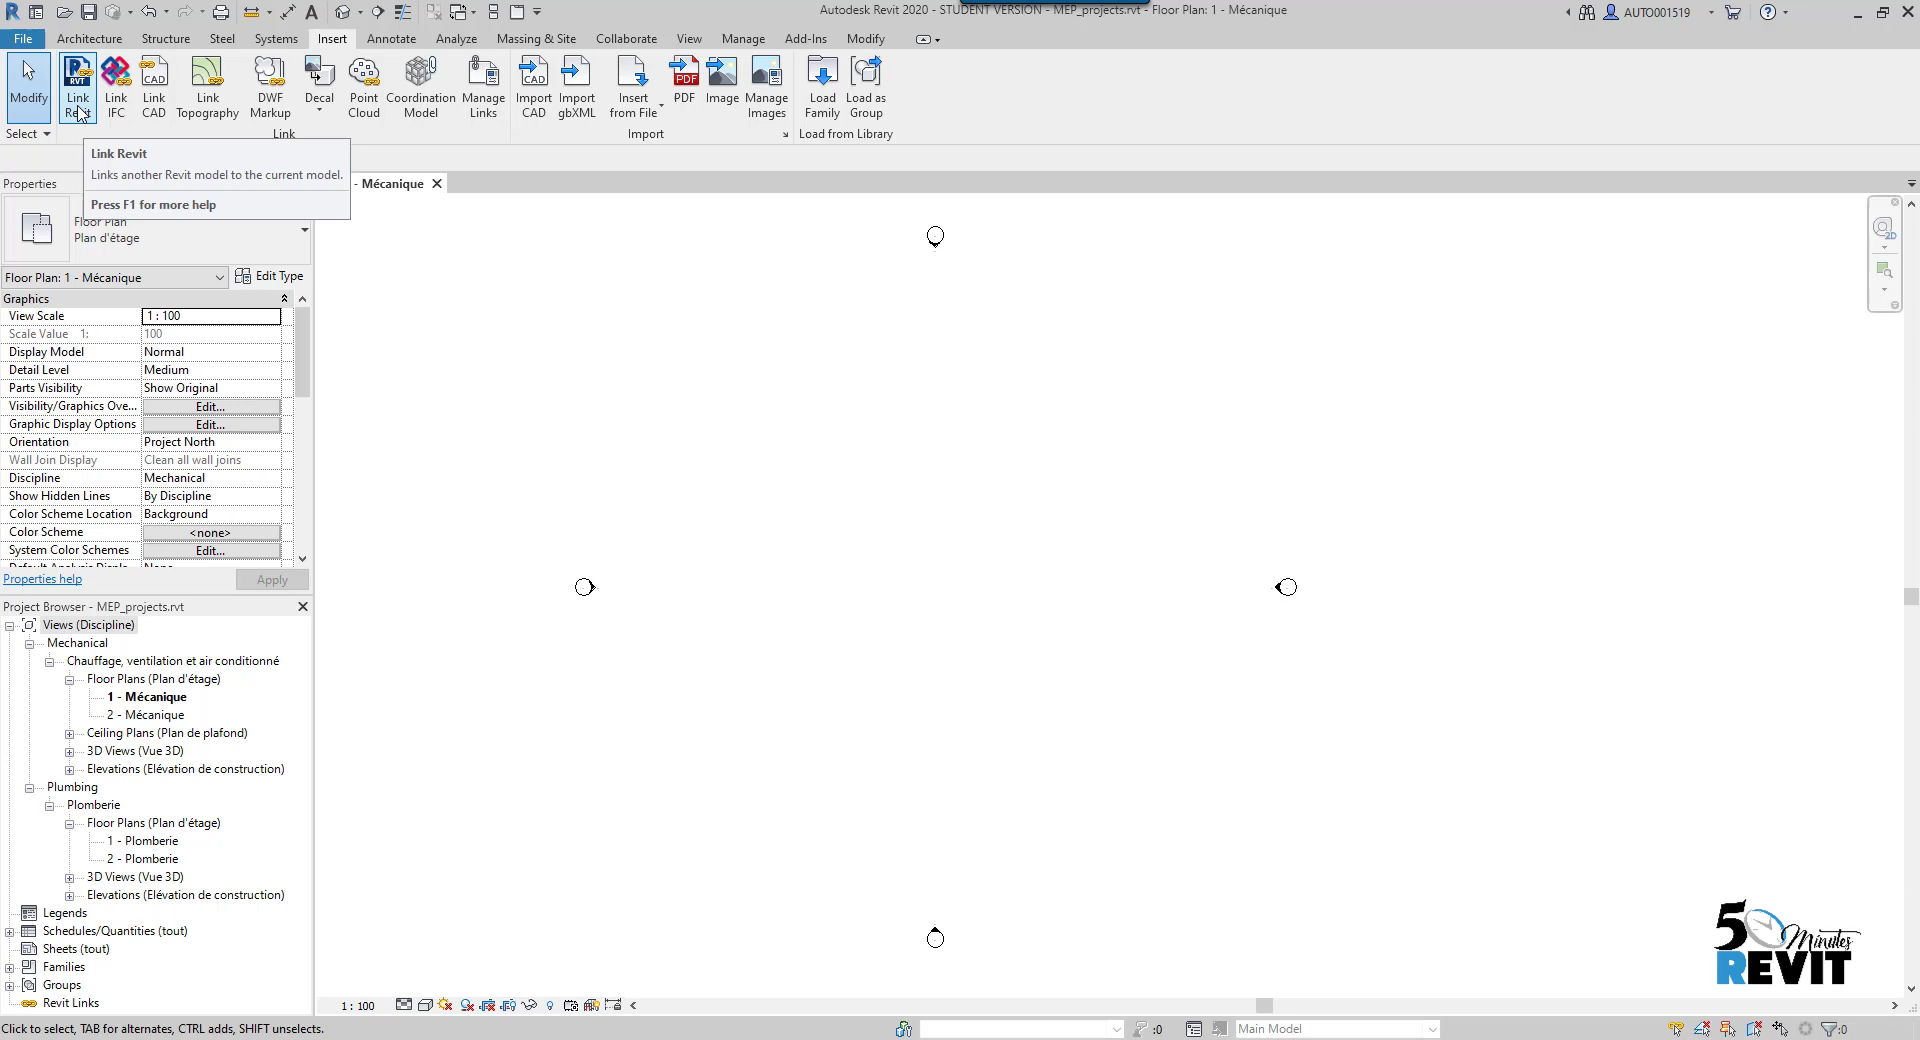 Autodesk Revit 2020 - STUDENT VERSION - MEP_projects.rvt - Floor Plan: 1 - Mécanique
AUTO001519
File Architecture Structure Steel Systems Insert Annotate Analyze Massing & Site Collaborate View Manage Add-Ins Modify
Modify
Link Revit
Link IFC
Link CAD
Link Topography
DWF Markup
Decal
Point Cloud
Coordination Model
Manage Links
Import CAD
Import gbXML
Insert from File
PDF
Image
Manage Images
Load Family
Load as Group
Select
Link
Import
Load from Library
Link Revit
Links another Revit model to the current model.
Press F1 for more help
Properties
- Mécanique
Floor Plan
Plan d'étage
Floor Plan: 1 - Mécanique
Edit Type
Graphics
View Scale 1 : 100
Scale Value 1: 100
Display Model Normal
Detail Level Medium
Parts Visibility Show Original
Visibility/Graphics Ove... Edit...
Graphic Display Options Edit...
Orientation Project North
Wall Join Display Clean all wall joins
Discipline Mechanical
Show Hidden Lines By Discipline
Color Scheme Location Background
Color Scheme <none>
System Color Schemes Edit...
Properties help
Apply
Project Browser - MEP_projects.rvt
Views (Discipline)
Mechanical
Chauffage, ventilation et air conditionné
Floor Plans (Plan d'étage)
1 - Mécanique
2 - Mécanique
Ceiling Plans (Plan de plafond)
3D Views (Vue 3D)
Elevations (Elévation de construction)
Plumbing
Plomberie
Floor Plans (Plan d'étage)
1 - Plomberie
2 - Plomberie
3D Views (Vue 3D)
Elevations (Elévation de construction)
Legends
Schedules/Quantities (tout)
Sheets (tout)
Families
Groups
Revit Links
1 : 100
5 Minutes
REVIT
Click to select, TAB for alternates, CTRL adds, SHIFT unselects.
:0
Main Model
:0